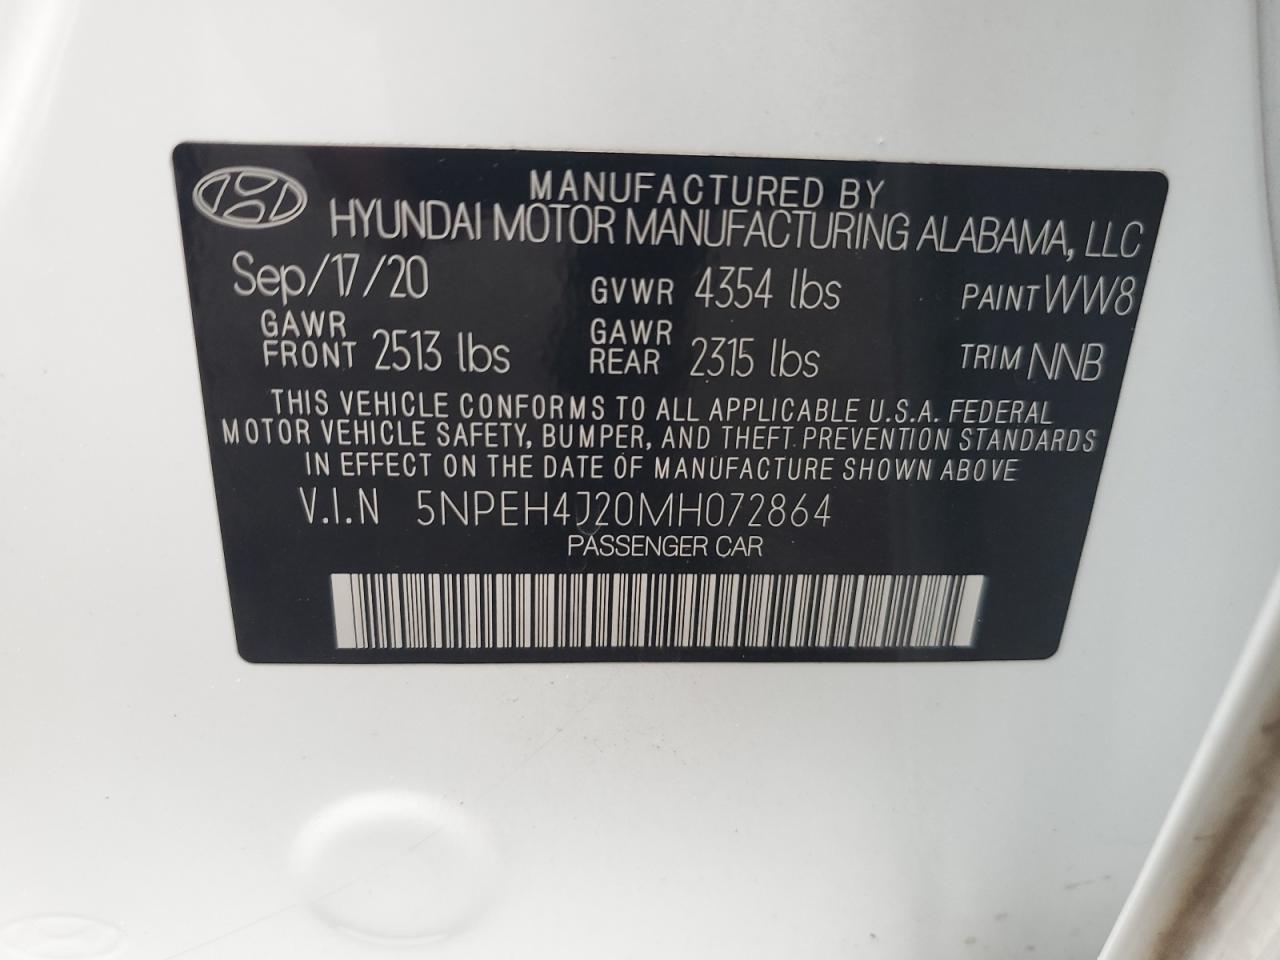 MANUFACTURED BY
HYUNDAI MOTOR MANUFACTURING ALABAMA, LLC
Sep/17/20 GVWR 4354 lbs PAINT WW8
GAWR FRONT 2513 lbs GAWR REAR 2315 lbs TRIM NNB
THIS VEHICLE CONFORMS TO ALL APPLICABLE U.S.A. FEDERAL
MOTOR VEHICLE SAFETY, BUMPER, AND THEFT PREVENTION STANDARDS
IN EFFECT ON THE DATE OF MANUFACTURE SHOWN ABOVE
V.I.N 5NPEH4J20MH072864
PASSENGER CAR